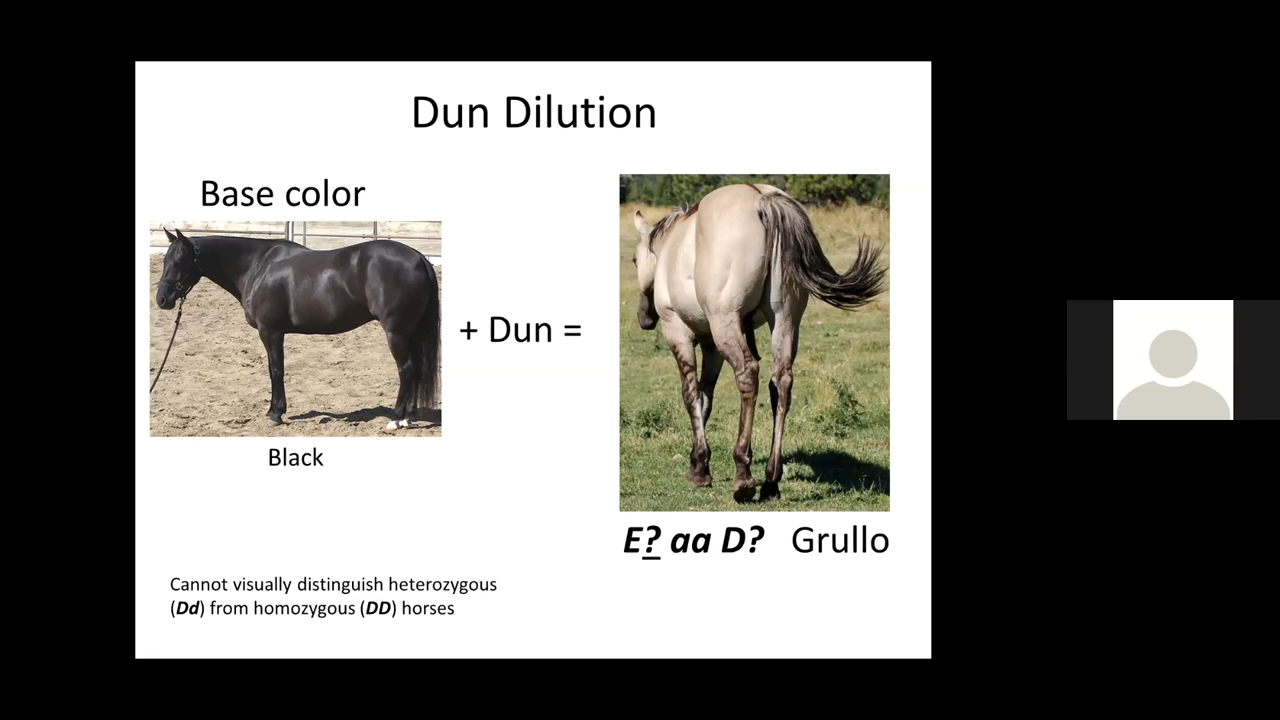 Dun Dilution
Base color
+ Dun =
Black
E? aa D? Grullo
Cannot visually distinguish heterozygous
(Dd) from homozygous (DD) horses